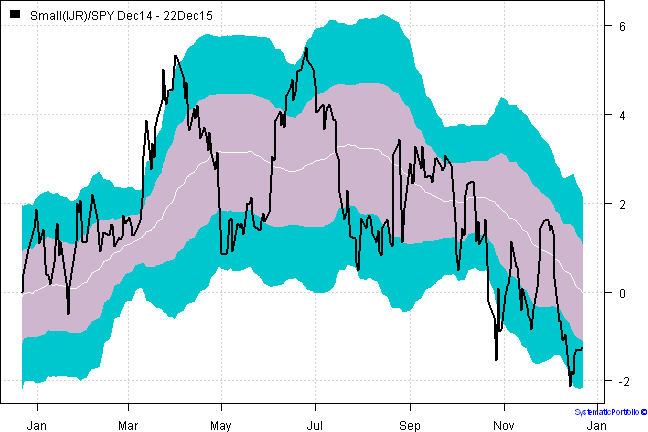 Small(IJR)/SPY Dec14 - 22Dec15
6
4
2
0
-2
Jan Mar May Jul Sep Nov Jan
SystematicPortfolio ©